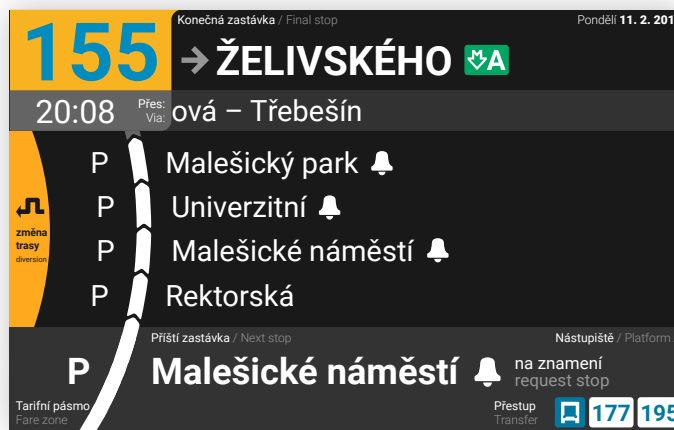 155
Konečná zastávka / Final stop
Pondělí 11. 2. 201
ŽELIVSKÉHO A
20:08
Přes:
Via:
ová – Třebešín
P Malešický park
P Univerzitní
P Malešické náměstí
P Rektorská
změna
trasy
diversion
Příští zastávka / Next stop
Nástupiště / Platform
P Malešické náměstí
na znamení
request stop
Tarifní pásmo
Fare zone
Přestup
Transfer
177 195